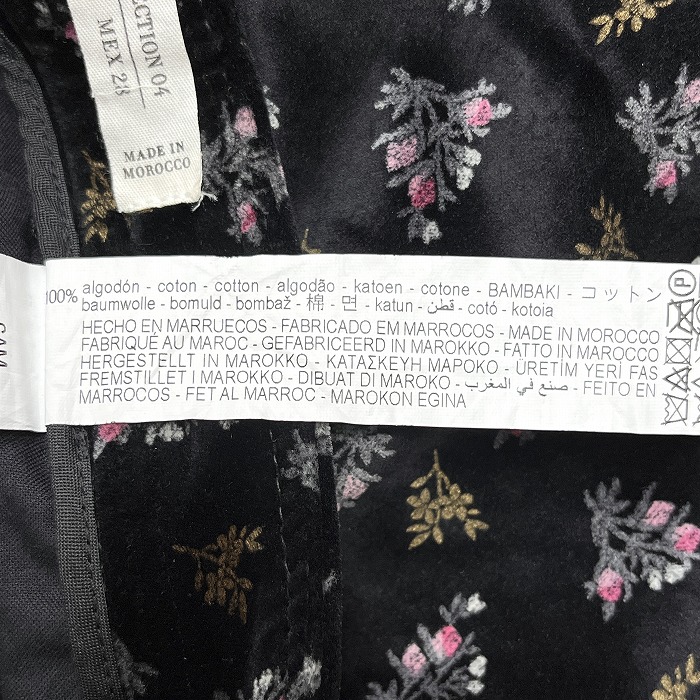 ECTION 04
MEX 28
MADE IN
MOROCCO
100% algodón - coton - cotton - algodão - katoen - cotone - BAMBAKI - コットン
baumwolle - bomuld - bombaž - 棉 - 면 - katun - قطن - cotó - kotoia
HECHO EN MARRUECOS - FABRICADO EM MARROCOS - MADE IN MOROCCO
FABRIQUÉ AU MAROC - GEFABRICEERD IN MAROKKO - FATTO IN MAROCCO
HERGESTELLT IN MAROKKO - ΚΑΤΑΣΚΕΥΗ ΜΑΡΟΚΟ - ÜRETİM YERİ FAS
FREMSTILLET I MAROKKO - DIBUAT DI MAROKO - صنع في المغرب - FEITO EN
MARROCOS - FET AL MARROC - MAROKON EGINA